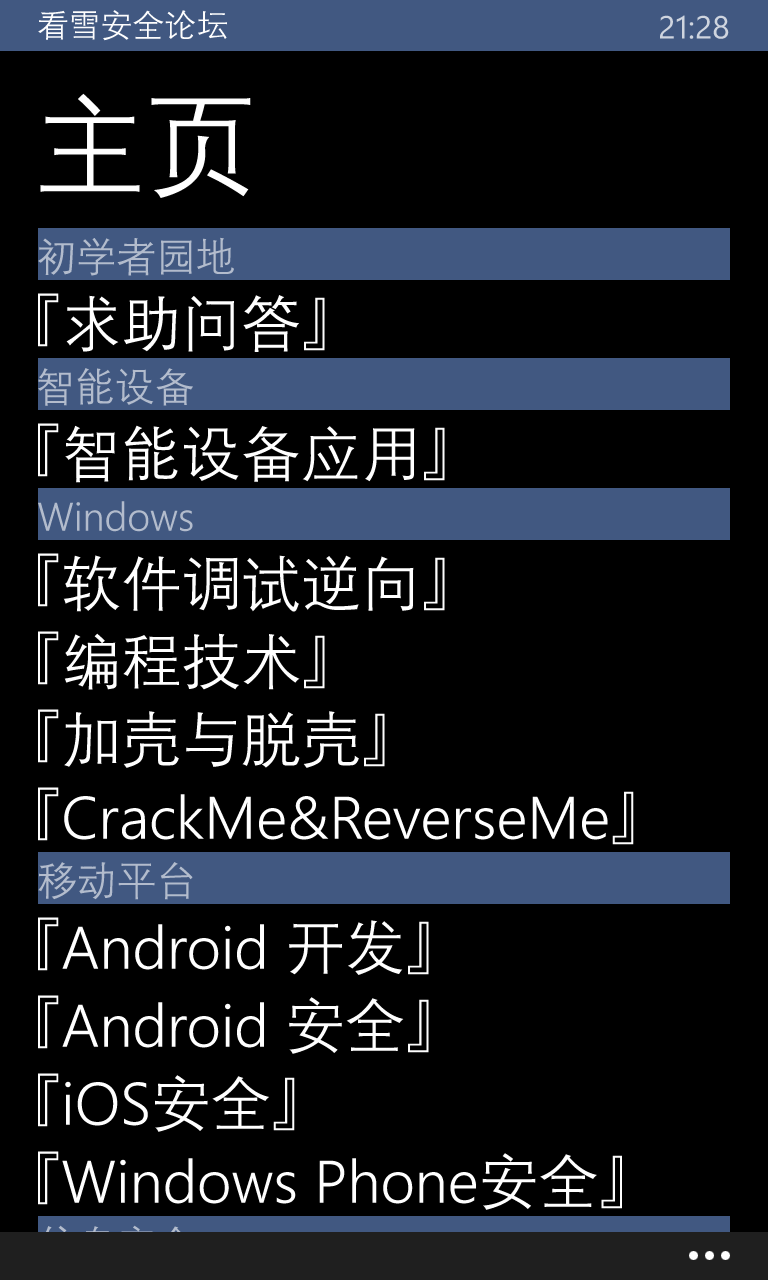 看雪安全论坛 21:28
主页
初学者园地
『求助问答』
智能设备
『智能设备应用』
Windows
『软件调试逆向』
『编程技术』
『加壳与脱壳』
『CrackMe&ReverseMe』
移动平台
『Android 开发』
『Android 安全』
『iOS安全』
『Windows Phone安全』